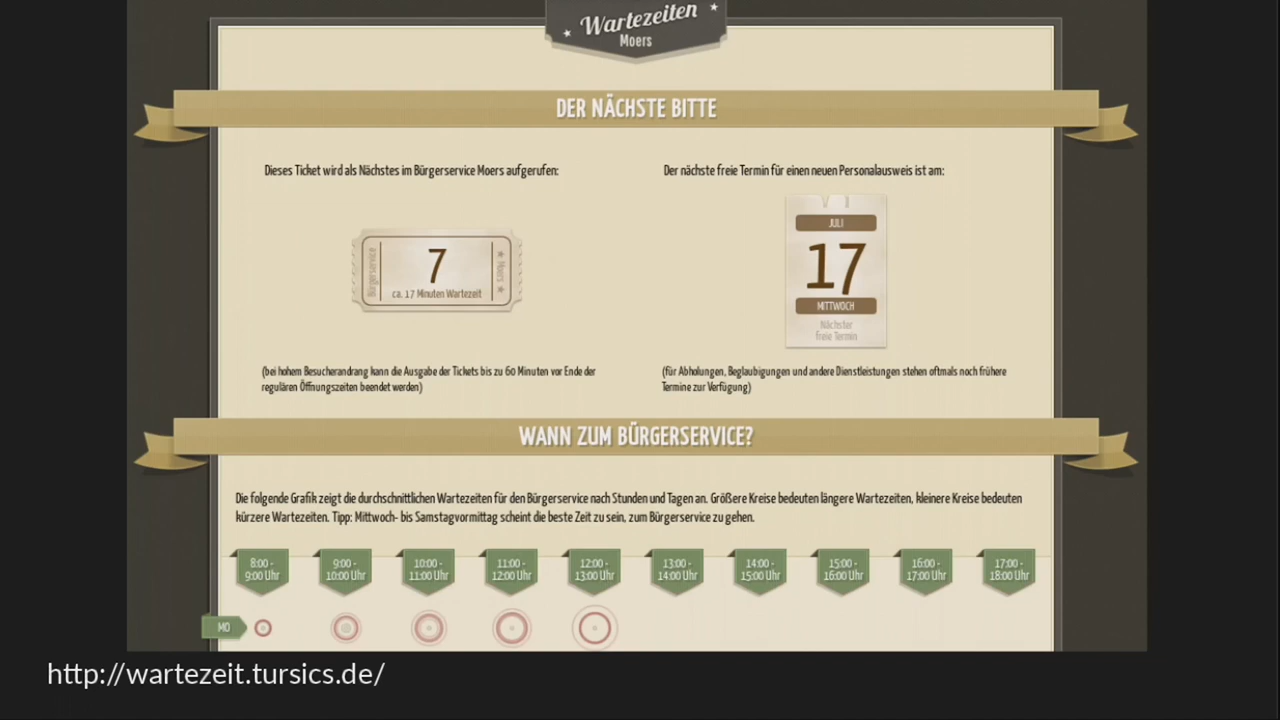 Wartezeiten
Moers
DER NÄCHSTE BITTE
Dieses Ticket wird als Nächstes im Bürgerservice Moers aufgerufen:
Bürgerservice
7
ca. 17 Minuten Wartezeit
Moers
(bei hohem Besucherandrang kann die Ausgabe der Tickets bis zu 60 Minuten vor Ende der
regulären Öffnungszeiten beendet werden)
Der nächste freie Termin für einen neuen Personalausweis ist am:
JULI
17
MITTWOCH
Nächster
freie Termin
(für Abholungen, Beglaubigungen und andere Dienstleistungen stehen oftmals noch frühere
Termine zur Verfügung)
WANN ZUM BÜRGERSERVICE?
Die folgende Grafik zeigt die durchschnittlichen Wartezeiten für den Bürgerservice nach Stunden und Tagen an. Größere Kreise bedeuten längere Wartezeiten, kleinere Kreise bedeuten
kürzere Wartezeiten. Tipp: Mittwoch- bis Samstagvormittag scheint die beste Zeit zu sein, zum Bürgerservice zu gehen.
8:00 -
9:00 Uhr
9:00 -
10:00 Uhr
10:00 -
11:00 Uhr
11:00 -
12:00 Uhr
12:00 -
13:00 Uhr
13:00 -
14:00 Uhr
14:00 -
15:00 Uhr
15:00 -
16:00 Uhr
16:00 -
17:00 Uhr
17:00 -
18:00 Uhr
MO
http://wartezeit.tursics.de/